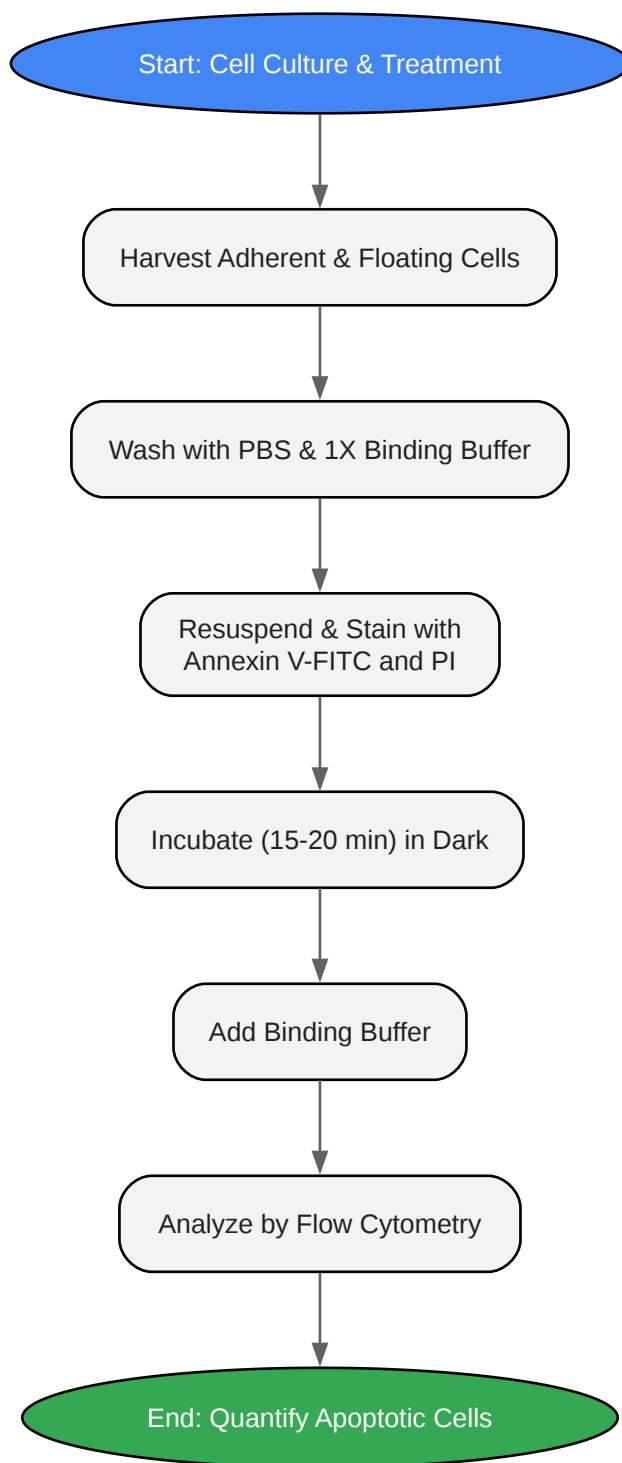 Start: Cell Culture & Treatment
Harvest Adherent & Floating Cells
Wash with PBS & 1X Binding Buffer
Resuspend & Stain with
Annexin V-FITC and PI
Incubate (15-20 min) in Dark
Add Binding Buffer
Analyze by Flow Cytometry
End: Quantify Apoptotic Cells